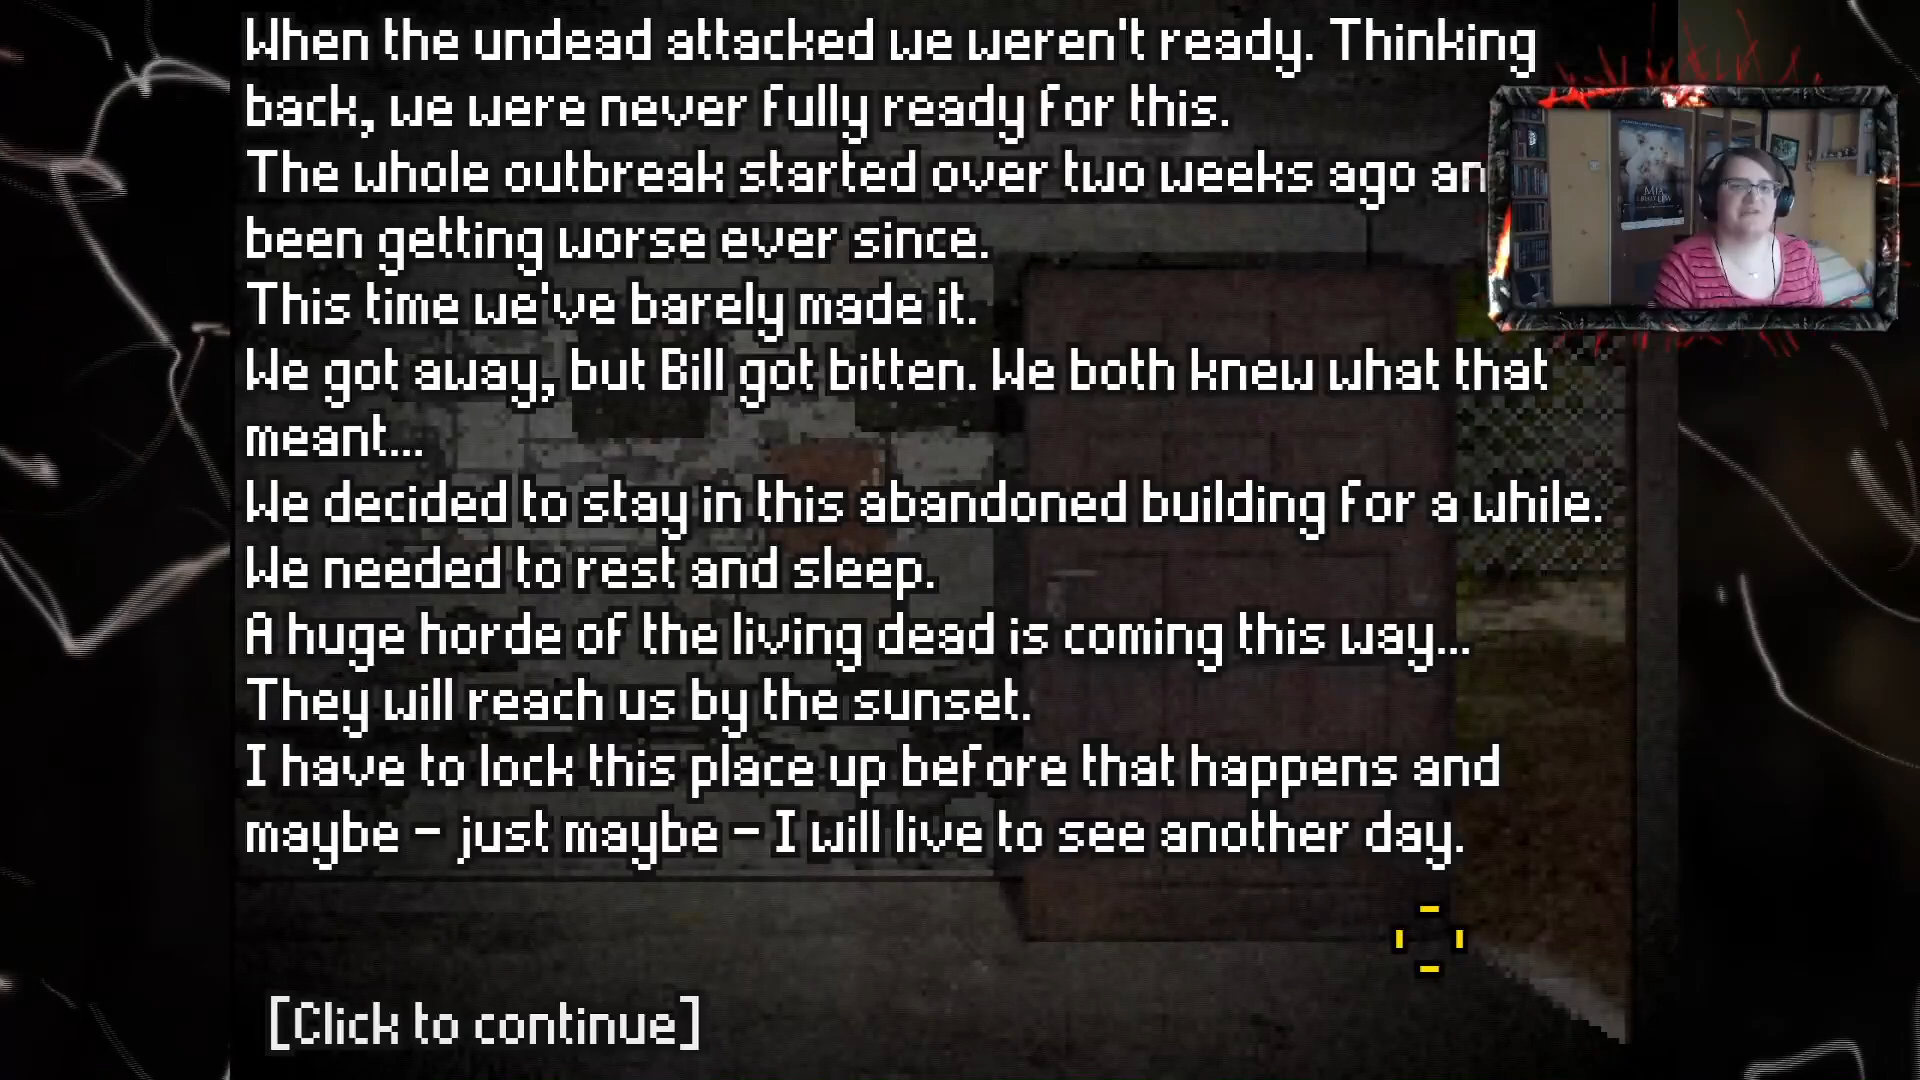 When the undead attacked we weren't ready. Thinking
back, we were never fully ready for this.
The whole outbreak started over two weeks ago an
been getting worse ever since.
This time we've barely made it.
We got away, but Bill got bitten. We both knew what that
meant...
We decided to stay in this abandoned building for a while.
We needed to rest and sleep.
A huge horde of the living dead is coming this way...
They will reach us by the sunset.
I have to lock this place up before that happens and
maybe - just maybe - I will live to see another day.
[Click to continue]